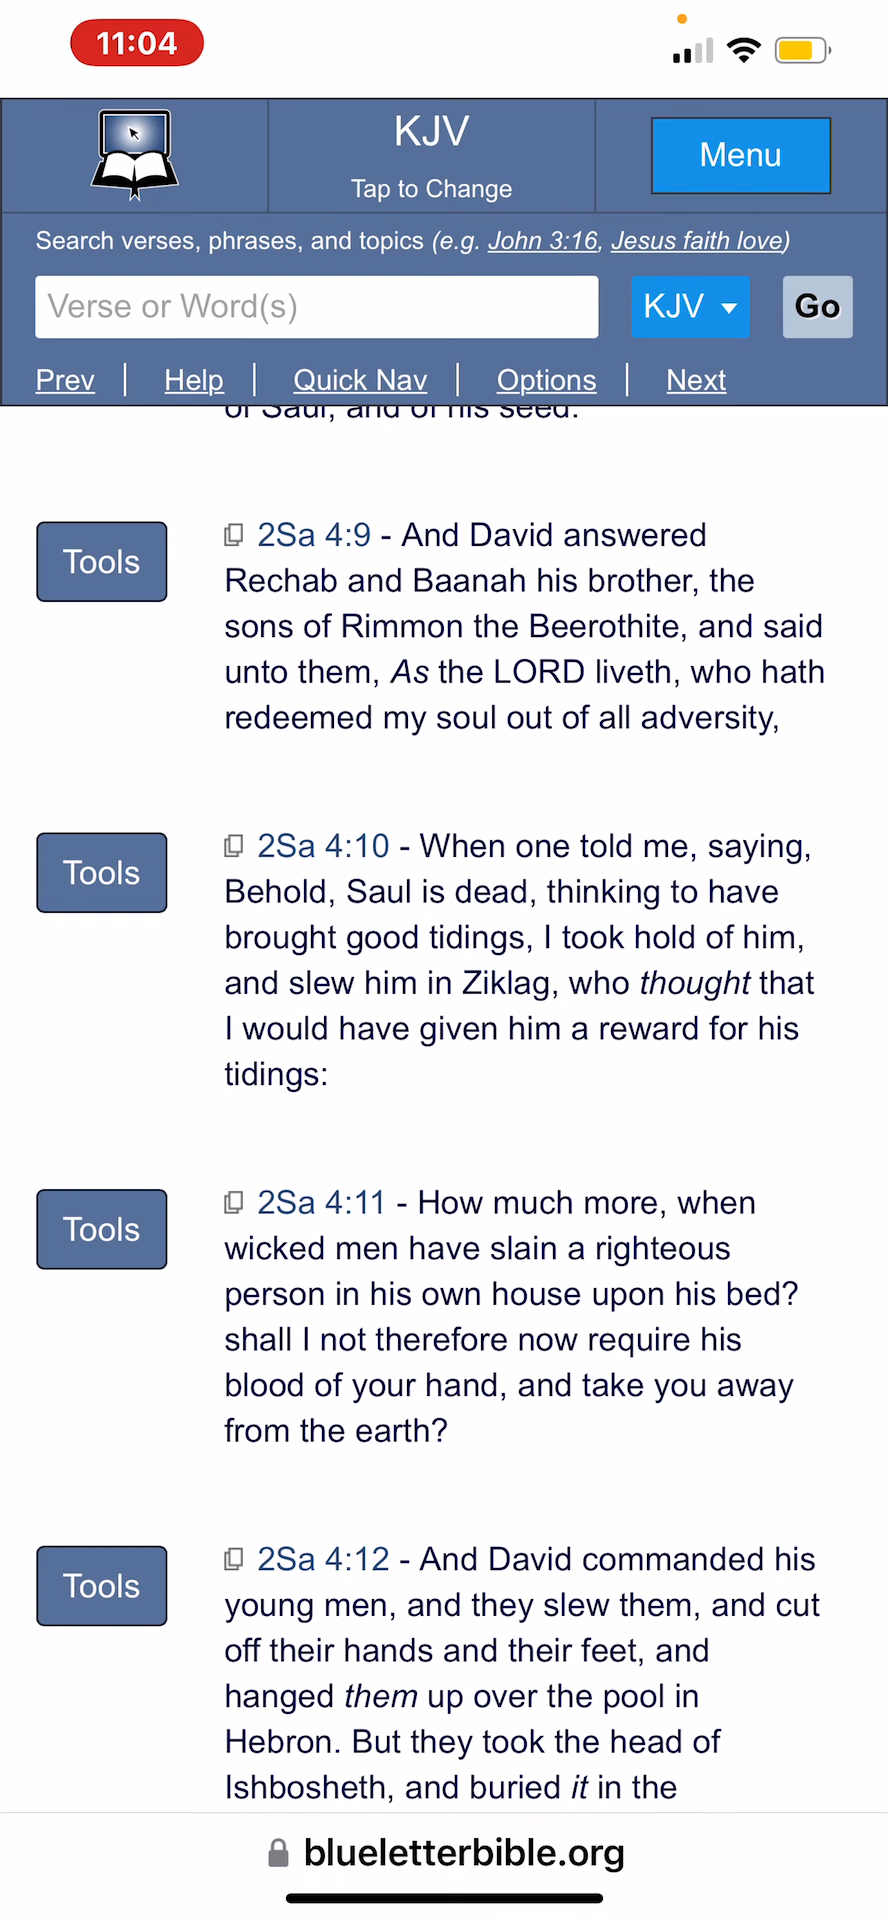 11:04
KJV
Tap to Change
Menu
Search verses, phrases, and topics (e.g. John 3:16, Jesus faith love)
Verse or Word(s)
KJV
Go
Prev | Help | Quick Nav | Options | Next
of Saul, and of his seed.
Tools
2Sa 4:9 - And David answered
Rechab and Baanah his brother, the
sons of Rimmon the Beerothite, and said
unto them, As the LORD liveth, who hath
redeemed my soul out of all adversity,
Tools
2Sa 4:10 - When one told me, saying,
Behold, Saul is dead, thinking to have
brought good tidings, I took hold of him,
and slew him in Ziklag, who thought that
I would have given him a reward for his
tidings:
Tools
2Sa 4:11 - How much more, when
wicked men have slain a righteous
person in his own house upon his bed?
shall I not therefore now require his
blood of your hand, and take you away
from the earth?
Tools
2Sa 4:12 - And David commanded his
young men, and they slew them, and cut
off their hands and their feet, and
hanged them up over the pool in
Hebron. But they took the head of
Ishbosheth, and buried it in the
blueletterbible.org